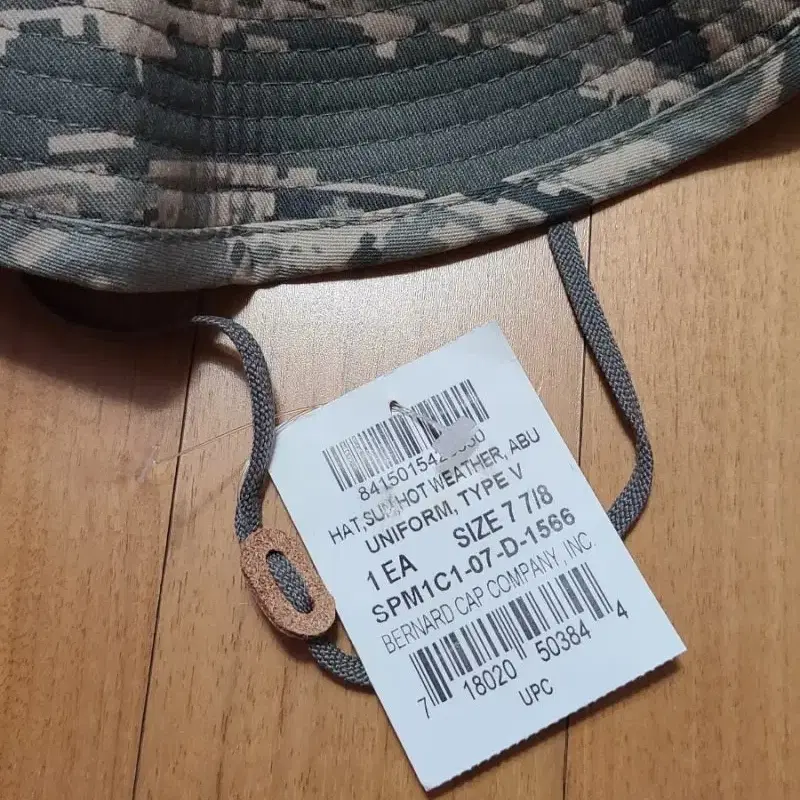 HAT, SUN, HOT WEATHER, ABU
UNIFORM, TYPE V
1 EA SIZE 7 7/8
SPM1C1-07-D-1566
BERNARD CAP COMPANY, INC.
7 18020 50384 4
UPC